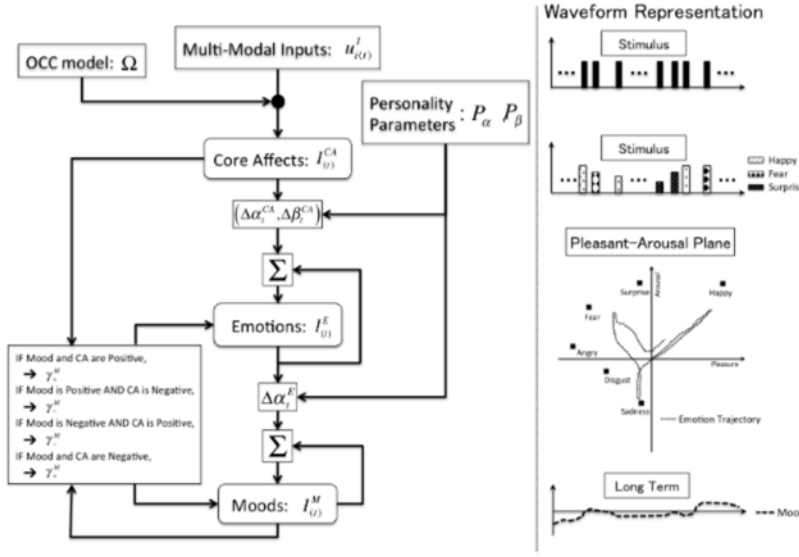 Waveform Representation
Multi-Modal Inputs: u^I_{i(t)}
OCC model: Ω
Stimulus
Personality
Parameters : P_α P_β
Core Affects: I^{CA}_{(t)}
Stimulus
Happy
Fear
Surpris
(Δα^{CA}_t, Δβ^{CA}_t)
Pleasant-Arousal Plane
Σ
Arousal
Surprise
Happy
Fear
Emotions: I^E_{(t)}
Angry
Pleasure
Disgust
Sadness
Emotion Trajectory
IF Mood and CA are Positive,
→ γ^M_+
IF Mood is Positive AND CA is Negative,
→ γ^M_-
IF Mood is Negative AND CA is Positive,
→ γ^M_-
IF Mood and CA are Negative,
→ γ^M_+
Δα^E_t
Σ
Moods: I^M_{(t)}
Long Term
Moo